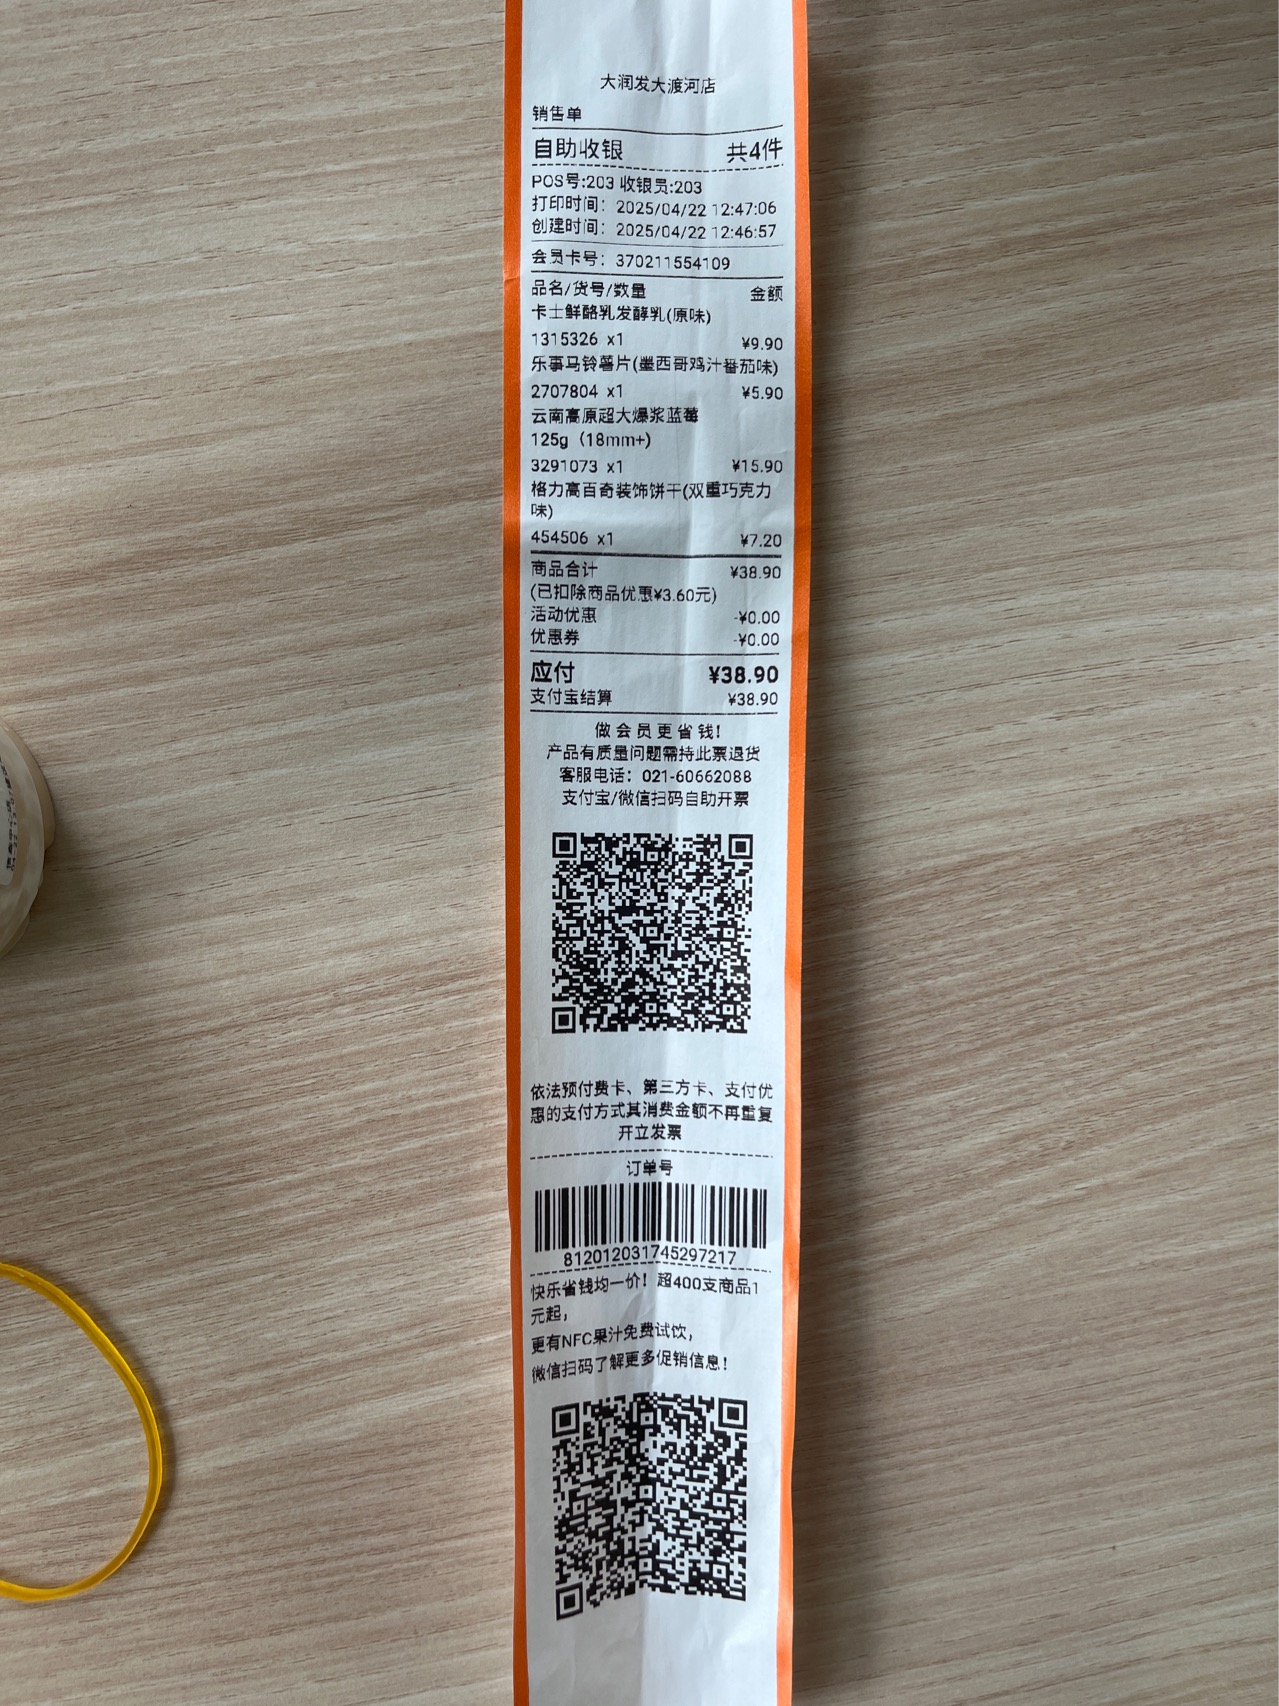 大润发大渡河店
销售单
自助收银 共4件
POS号:203 收银员:203
打印时间：2025/04/22 12:47:06
创建时间：2025/04/22 12:46:57
会员卡号：370211554109
品名/货号/数量 金额
卡士鲜酪乳发酵乳(原味)
1315326 x1 ¥9.90
乐事马铃薯片(墨西哥鸡汁番茄味)
2707804 x1 ¥5.90
云南高原超大爆浆蓝莓
125g（18mm+)
3291073 x1 ¥15.90
格力高百奇装饰饼干(双重巧克力
味)
454506 x1 ¥7.20
商品合计 ¥38.90
(已扣除商品优惠¥3.60元)
活动优惠 -¥0.00
优惠券 -¥0.00
应付 ¥38.90
支付宝结算 ¥38.90
做会员更省钱!
产品有质量问题需持此票退货
客服电话：021-60662088
支付宝/微信扫码自助开票
依法预付费卡、第三方卡、支付优
惠的支付方式其消费金额不再重复
开立发票
订单号
812012031745297217
快乐省钱均一价！超400支商品1
元起，
更有NFC果汁免费试饮，
微信扫码了解更多促销信息！